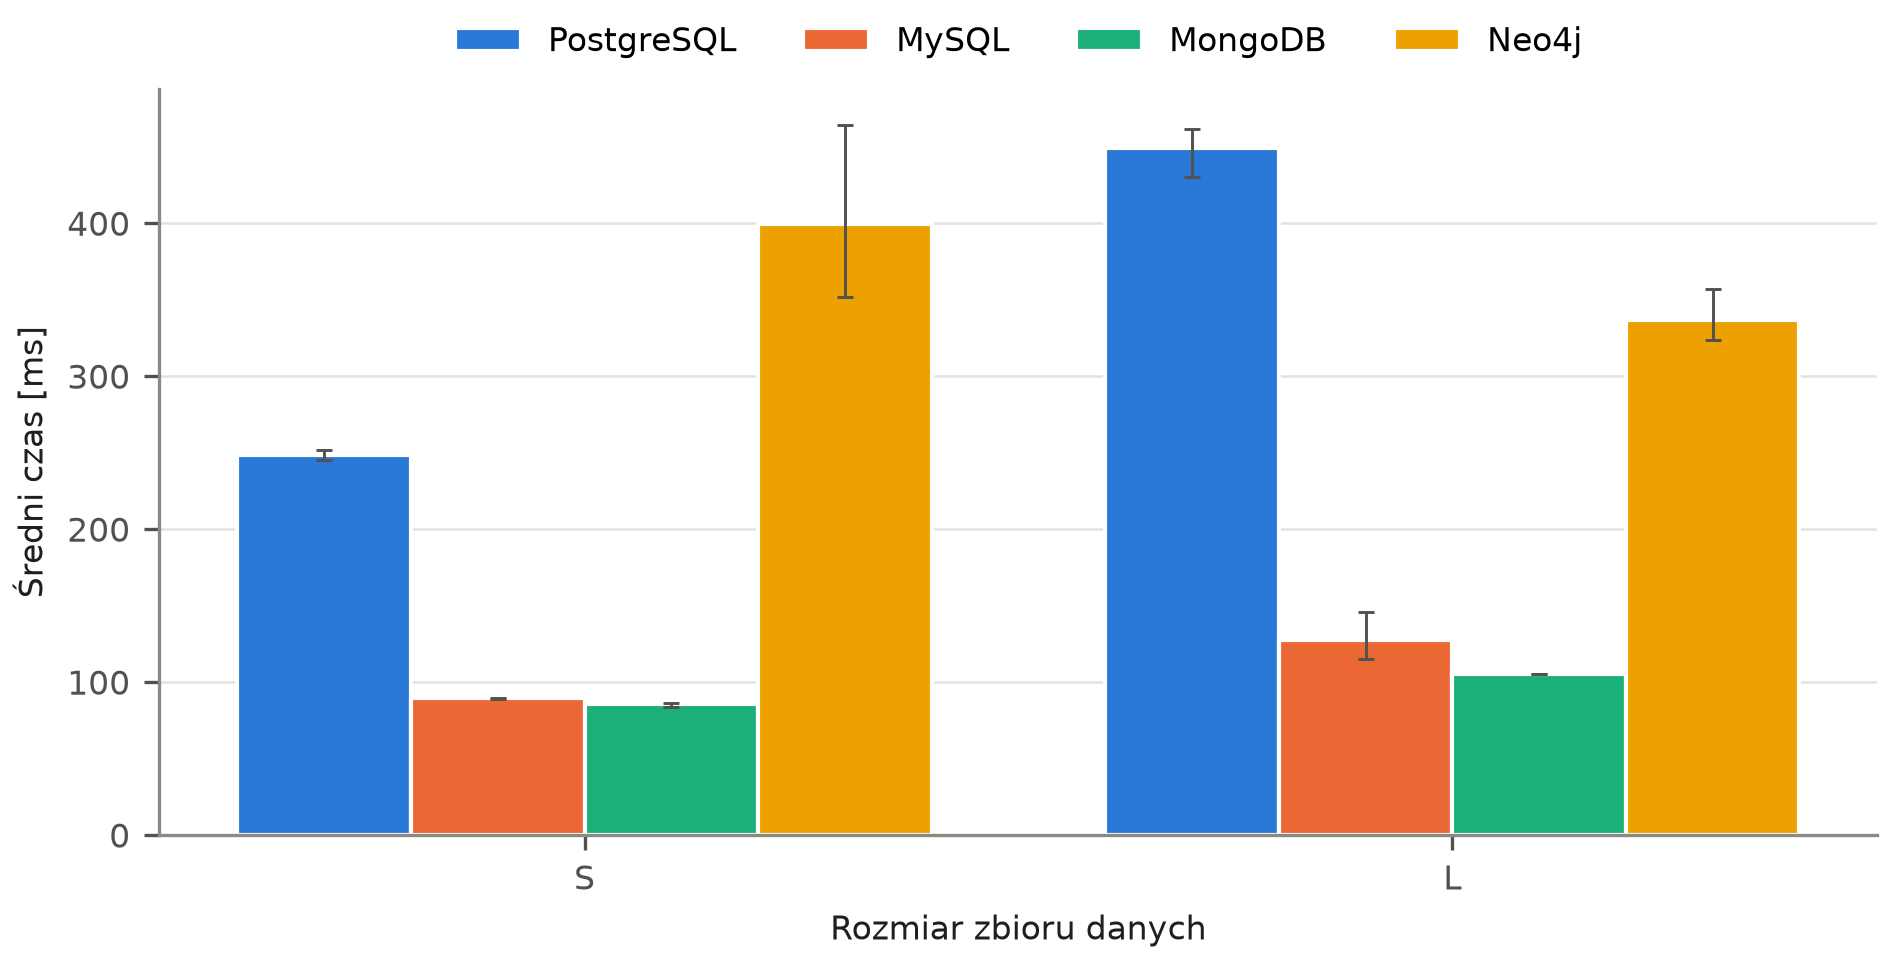 PostgreSQL MySQL MongoDB Neo4j
Średni czas [ms]
400
300
200
100
0
S L
Rozmiar zbioru danych